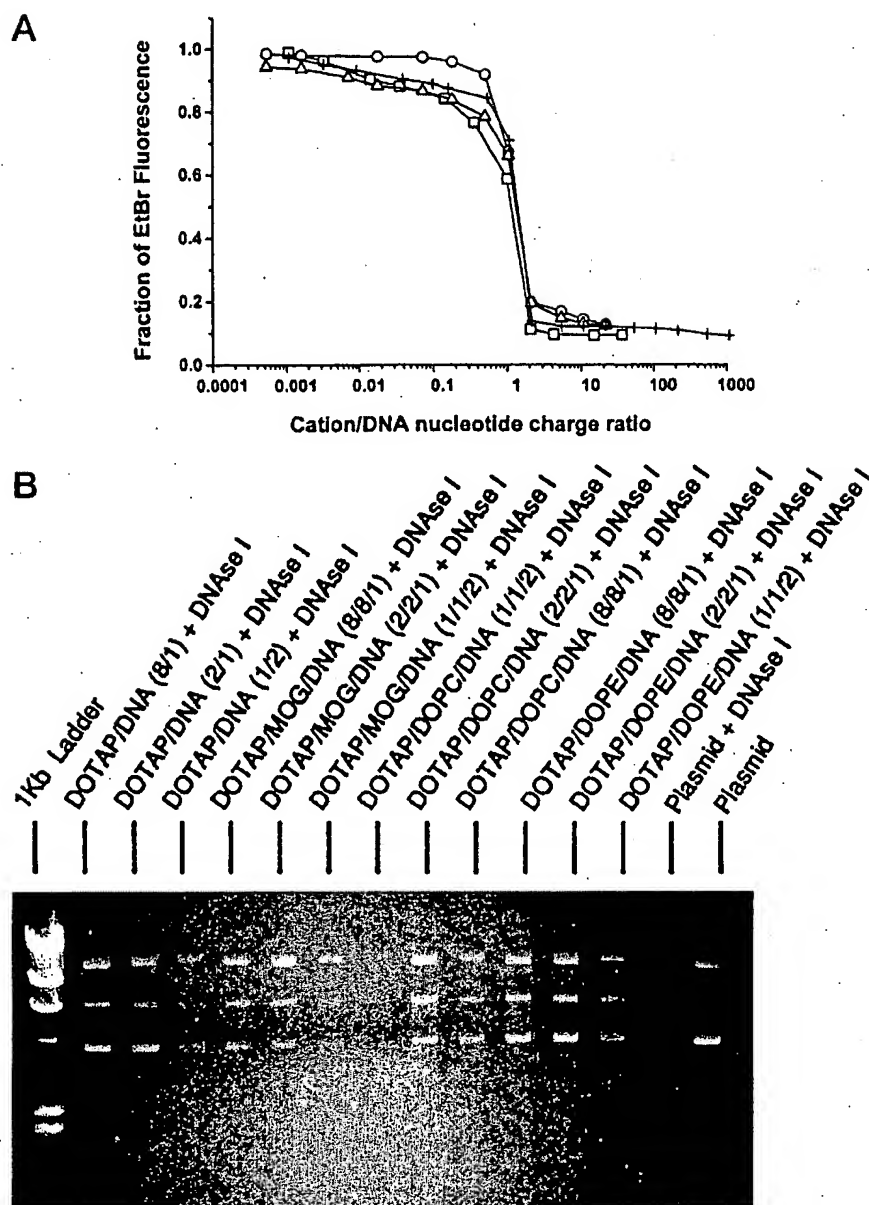 A
Fraction of EtBr Fluorescence
1.0
0.8
0.6
0.4
0.2
0.0
0.0001 0.001 0.01 0.1 1 10 100 1000
Cation/DNA nucleotide charge ratio
B
1Kb Ladder
DOTAP/DNA (8/1) + DNAse I
DOTAP/DNA (2/1) + DNAse I
DOTAP/DNA (1/2) + DNAse I
DOTAP/MOG/DNA (8/8/1) + DNAse I
DOTAP/MOG/DNA (2/2/1) + DNAse I
DOTAP/MOG/DNA (1/1/2) + DNAse I
DOTAP/DOPC/DNA (1/1/2) + DNAse I
DOTAP/DOPC/DNA (2/2/1) + DNAse I
DOTAP/DOPC/DNA (8/8/1) + DNAse I
DOTAP/DOPE/DNA (8/8/1) + DNAse I
DOTAP/DOPE/DNA (2/2/1) + DNAse I
DOTAP/DOPE/DNA (1/1/2) + DNAse I
Plasmid + DNAse I
Plasmid